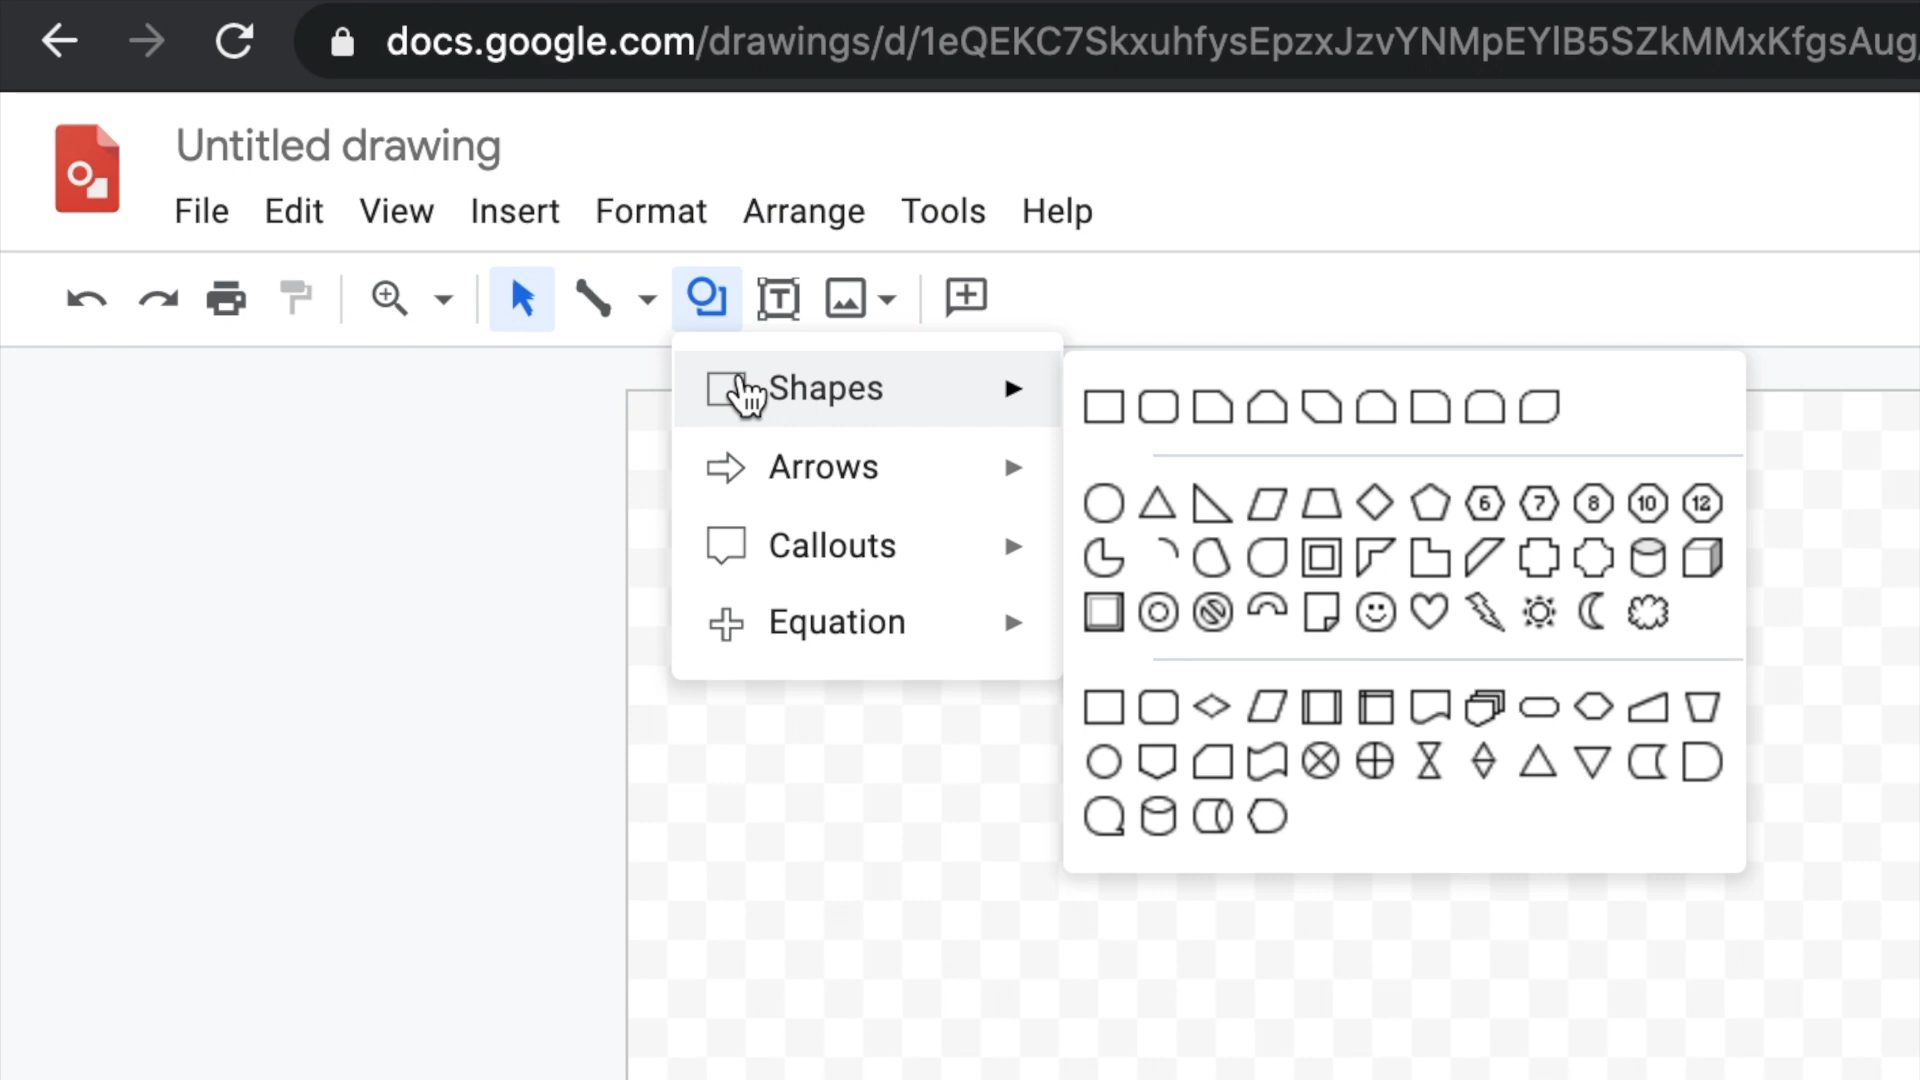 docs.google.com/drawings/d/1eQEKC7SkxuhfysEpzxJzvYNMpEYlB5SZkMMxKfgsAug
Untitled drawing
File Edit View Insert Format Arrange Tools Help
T
Shapes
Arrows
Callouts
Equation
6 7 8 10 12